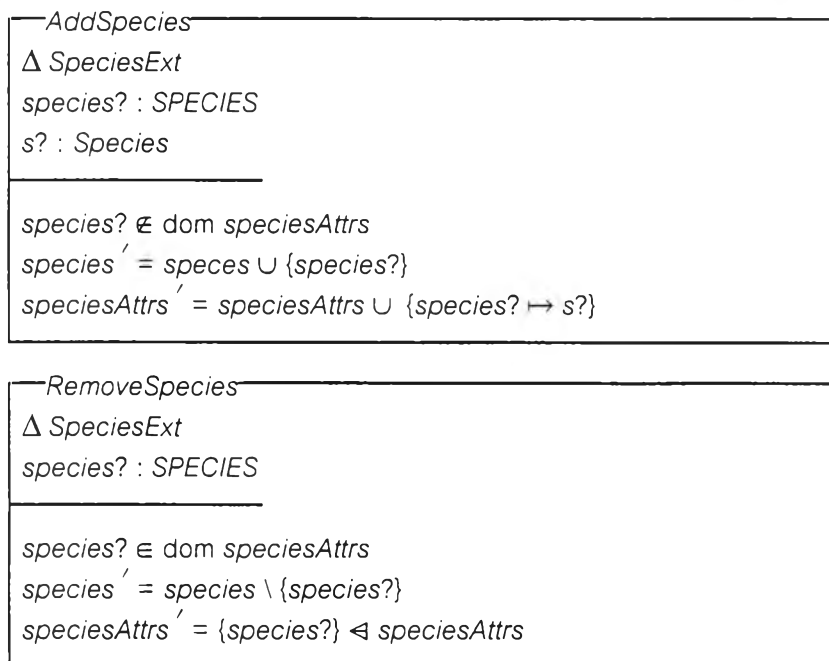 AddSpecies
Δ SpeciesExt
species? : SPECIES
s? : Species
species? ∉ dom speciesAttrs
species ′ = speces ∪ {species?}
speciesAttrs ′ = speciesAttrs ∪ {species? ↦ s?}
RemoveSpecies
Δ SpeciesExt
species? : SPECIES
species? ∈ dom speciesAttrs
species ′ = species \ {species?}
speciesAttrs ′ = {species?} ⩤ speciesAttrs